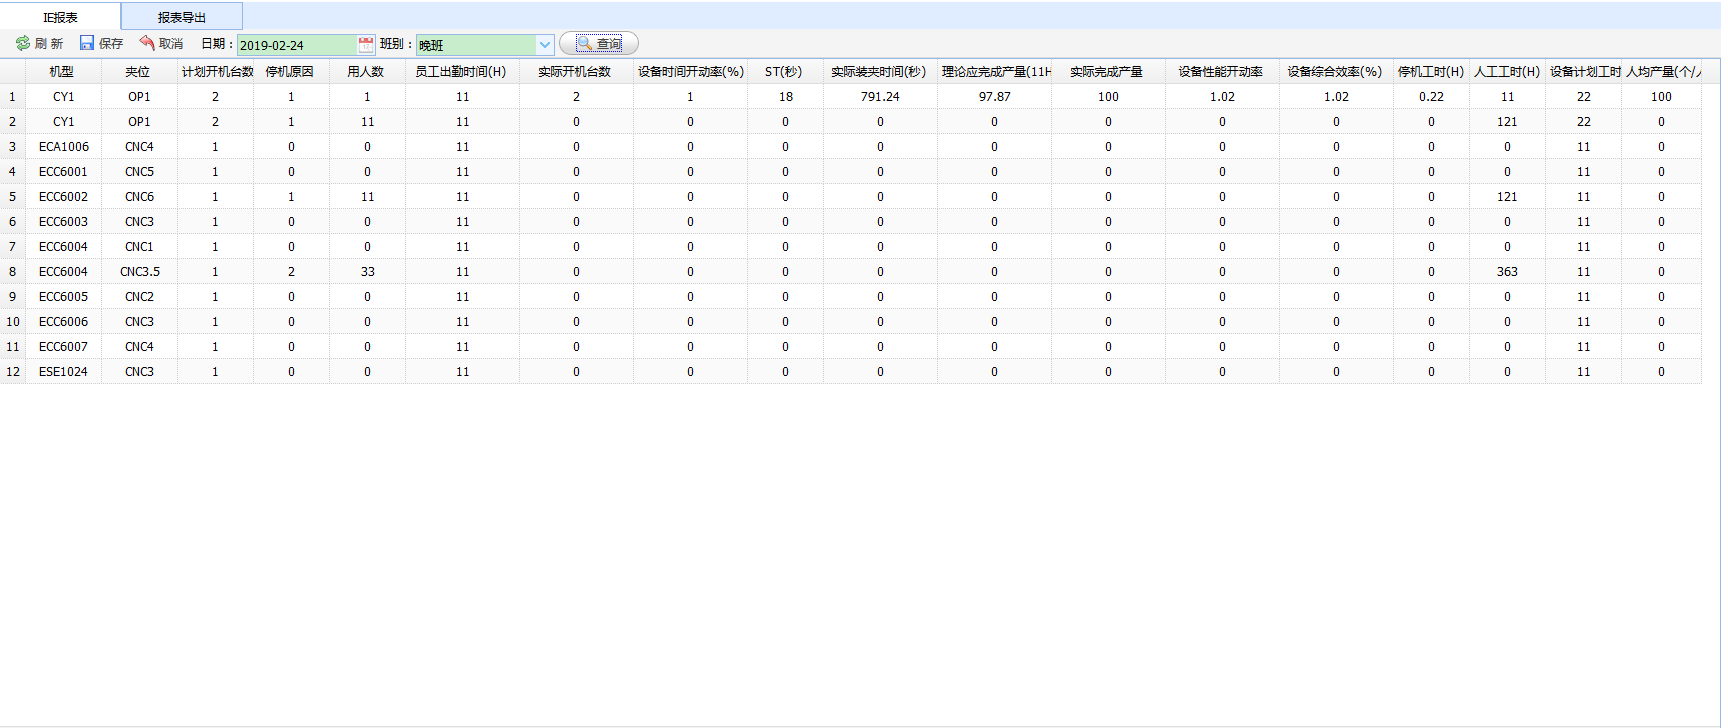 IE报表 报表导出
刷 新 保存 取消 日期： 2019-02-24 班别： 晚班 查询
机型 夹位 计划开机台数 停机原因 用人数 员工出勤时间(H) 实际开机台数 设备时间开动率(%) ST(秒) 实际装夹时间(秒) 理论应完成产量(11H 实际完成产量 设备性能开动率 设备综合效率(%) 停机工时(H) 人工工时(H) 设备计划工时 人均产量(个/人
1 CY1 OP1 2 1 1 11 2 1 18 791.24 97.87 100 1.02 1.02 0.22 11 22 100
2 CY1 OP1 2 1 11 11 0 0 0 0 0 0 0 0 0 121 22 0
3 ECA1006 CNC4 1 0 0 11 0 0 0 0 0 0 0 0 0 0 11 0
4 ECC6001 CNC5 1 0 0 11 0 0 0 0 0 0 0 0 0 0 11 0
5 ECC6002 CNC6 1 1 11 11 0 0 0 0 0 0 0 0 0 121 11 0
6 ECC6003 CNC3 1 0 0 11 0 0 0 0 0 0 0 0 0 0 11 0
7 ECC6004 CNC1 1 0 0 11 0 0 0 0 0 0 0 0 0 0 11 0
8 ECC6004 CNC3.5 1 2 33 11 0 0 0 0 0 0 0 0 0 363 11 0
9 ECC6005 CNC2 1 0 0 11 0 0 0 0 0 0 0 0 0 0 11 0
10 ECC6006 CNC3 1 0 0 11 0 0 0 0 0 0 0 0 0 0 11 0
11 ECC6007 CNC4 1 0 0 11 0 0 0 0 0 0 0 0 0 0 11 0
12 ESE1024 CNC3 1 0 0 11 0 0 0 0 0 0 0 0 0 0 11 0